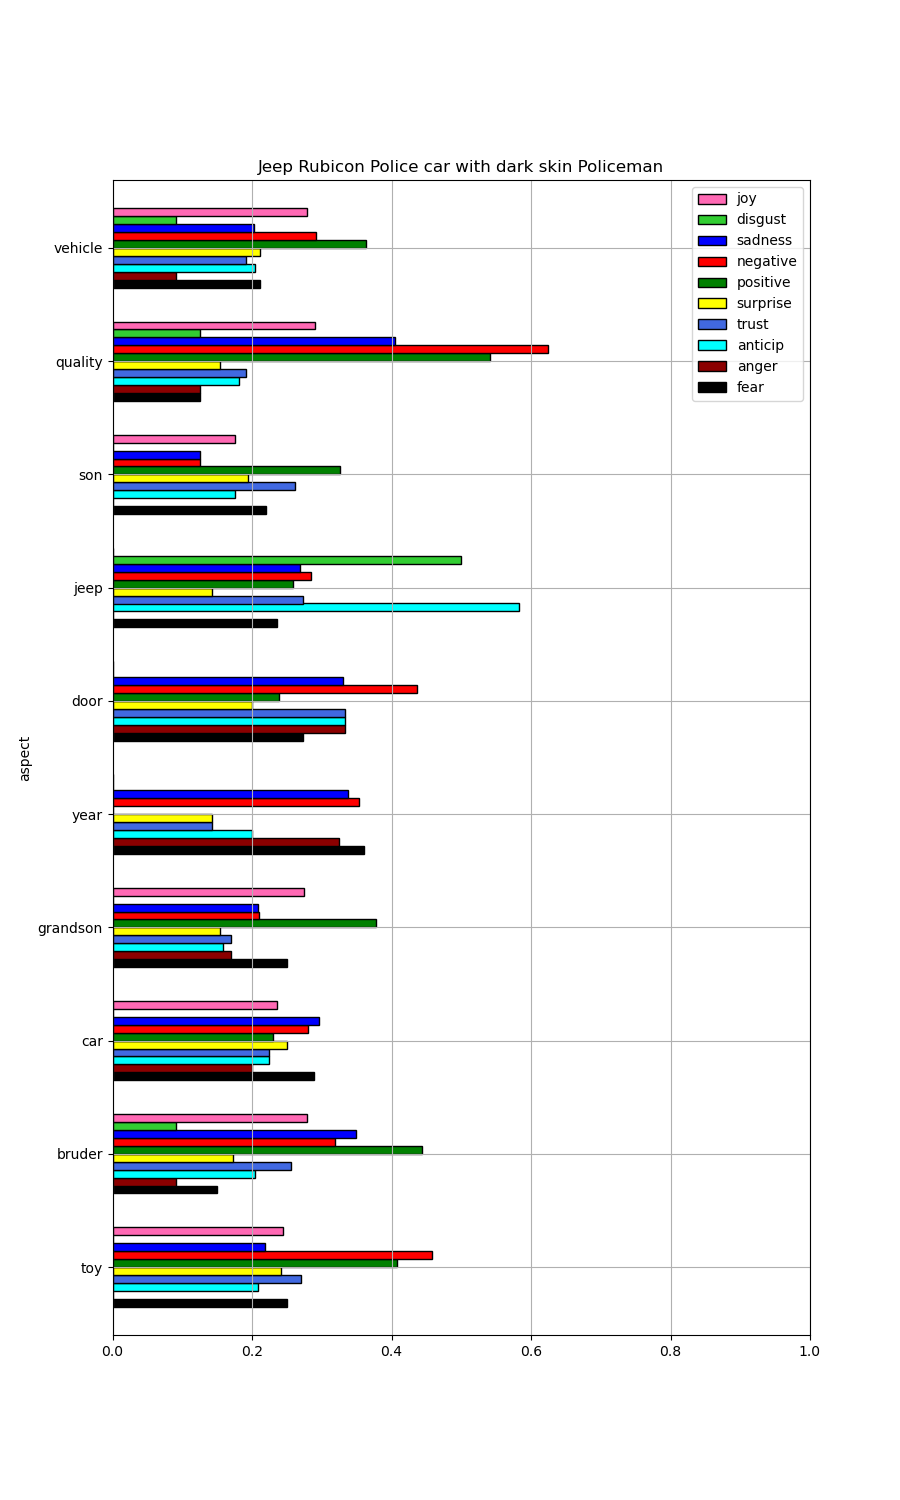 Jeep Rubicon Police car with dark skin Policeman
joy
disgust
sadness
negative
positive
surprise
trust
anticip
anger
fear
aspect
vehicle
quality
son
jeep
door
year
grandson
car
bruder
toy
0.0 0.2 0.4 0.6 0.8 1.0